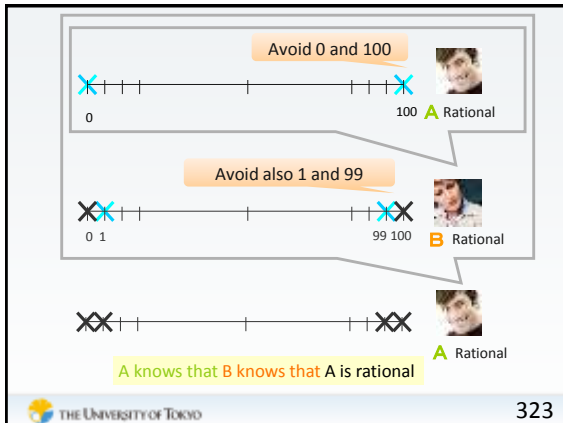 Avoid 0 and 100
0
100
A Rational
Avoid also 1 and 99
0 1
99 100
B Rational
A Rational
A knows that B knows that A is rational
THE UNIVERSITY OF TOKYO
323